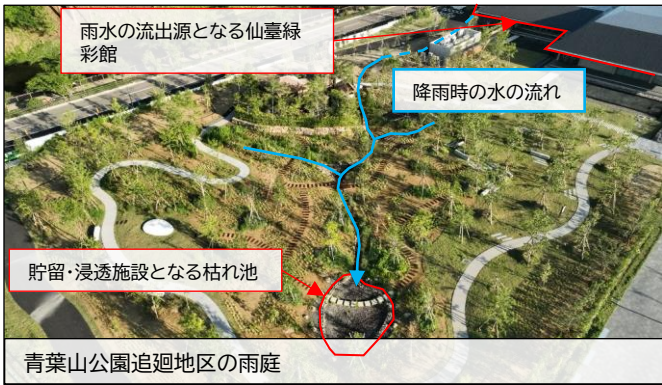 雨水の流出源となる仙臺緑
彩館
降雨時の水の流れ
貯留・浸透施設となる枯れ池
青葉山公園追廻地区の雨庭